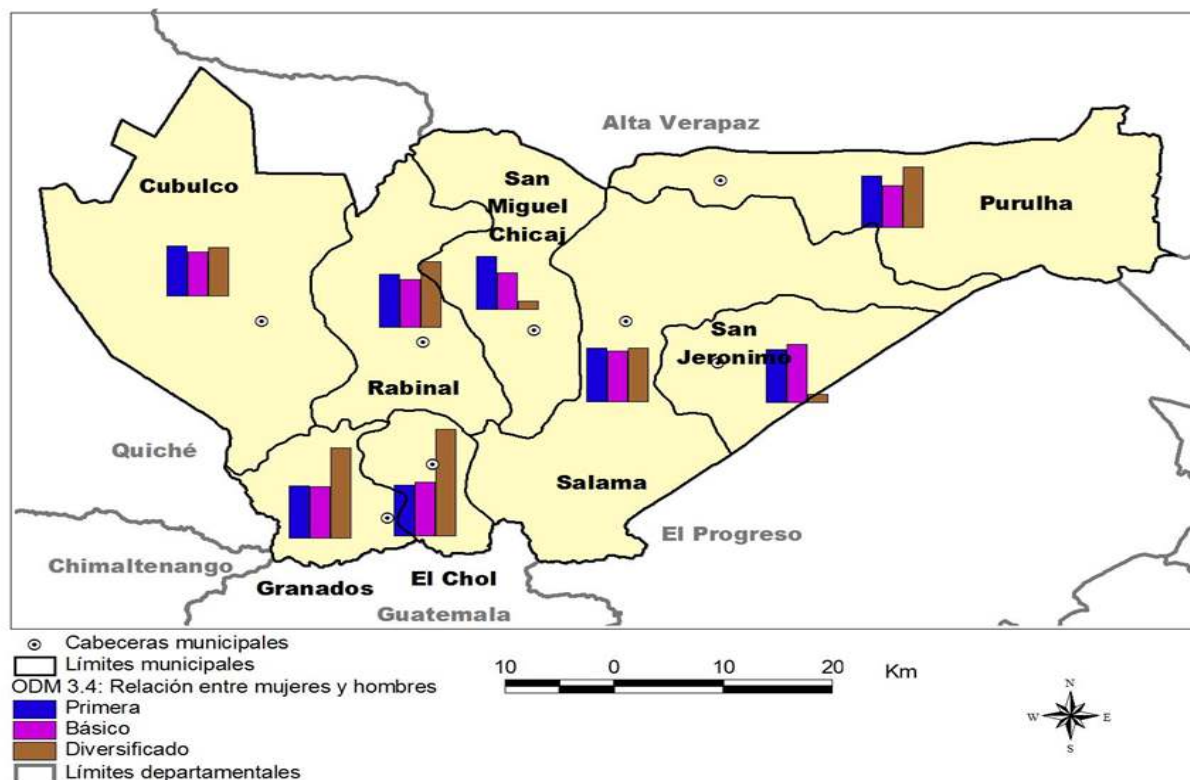 Alta Verapaz
Cubulco
San
Miguel
Chicaj
Purulha
San
Jeronimo
Rabinal
Quiché
Salama
El Progreso
Chimaltenango
Granados
El Chol
Guatemala
Cabeceras municipales
Límites municipales
ODM 3.4: Relación entre mujeres y hombres
Primera
Básico
Diversificado
Límites departamentales
10 0 10 20 Km
N
W E
S